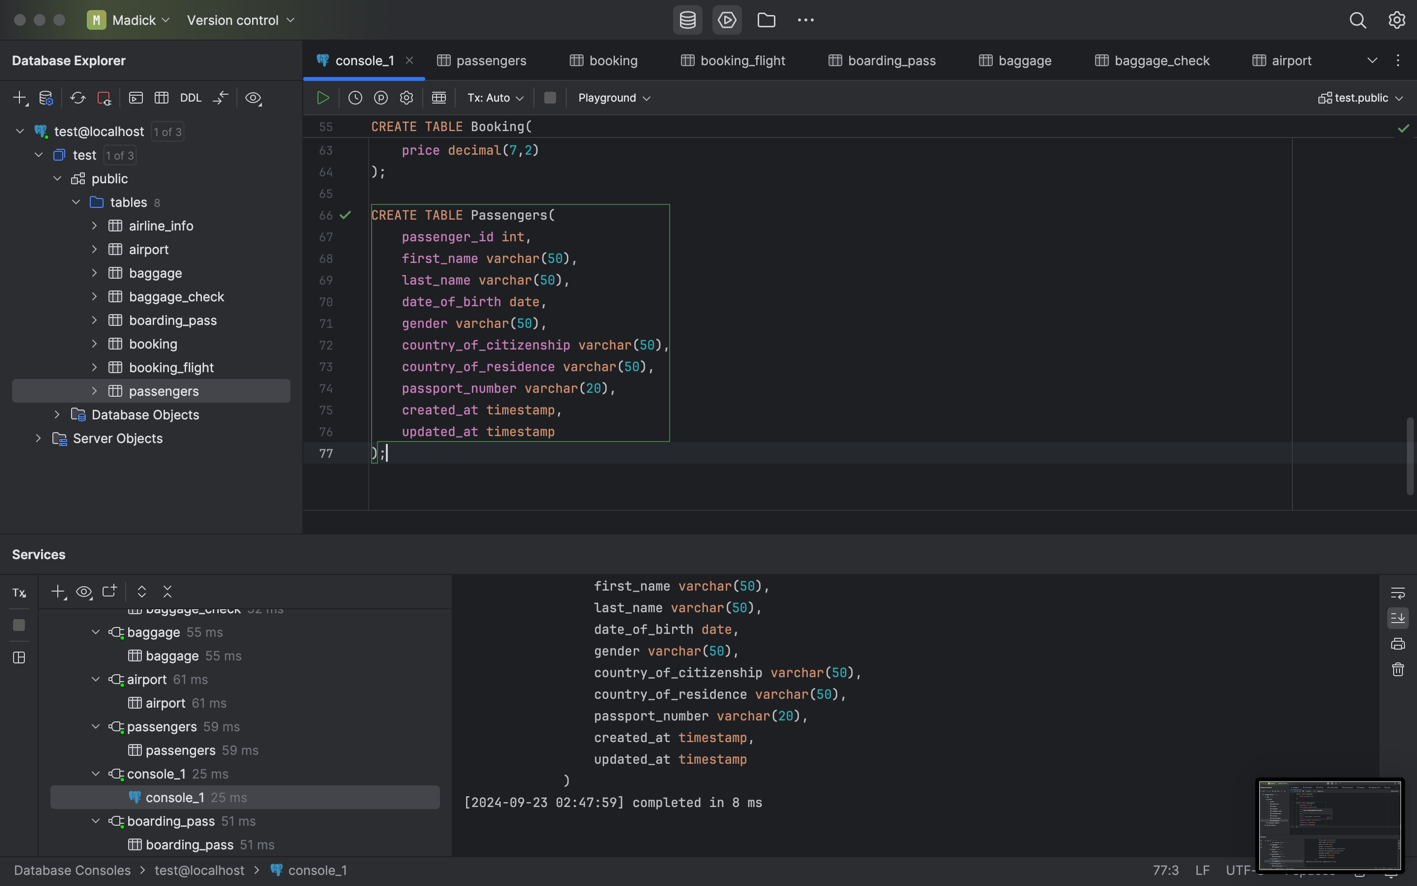 M Madick Version control
Database Explorer
console_1 passengers booking booking_flight boarding_pass baggage baggage_check airport
DDL
Tx: Auto Playground test.public
test@localhost 1 of 3
test 1 of 3
public
tables 8
airline_info
airport
baggage
baggage_check
boarding_pass
booking
booking_flight
passengers
Database Objects
Server Objects
55 CREATE TABLE Booking(
63 price decimal(7,2)
64 );
65
66 CREATE TABLE Passengers(
67 passenger_id int,
68 first_name varchar(50),
69 last_name varchar(50),
70 date_of_birth date,
71 gender varchar(50),
72 country_of_citizenship varchar(50),
73 country_of_residence varchar(50),
74 passport_number varchar(20),
75 created_at timestamp,
76 updated_at timestamp
77 );
Services
Tx
baggage_check 52 ms
baggage 55 ms
baggage 55 ms
airport 61 ms
airport 61 ms
passengers 59 ms
passengers 59 ms
console_1 25 ms
console_1 25 ms
boarding_pass 51 ms
boarding_pass 51 ms
first_name varchar(50),
last_name varchar(50),
date_of_birth date,
gender varchar(50),
country_of_citizenship varchar(50),
country_of_residence varchar(50),
passport_number varchar(20),
created_at timestamp,
updated_at timestamp
)
[2024-09-23 02:47:59] completed in 8 ms
Database Consoles > test@localhost > console_1
77:3 LF